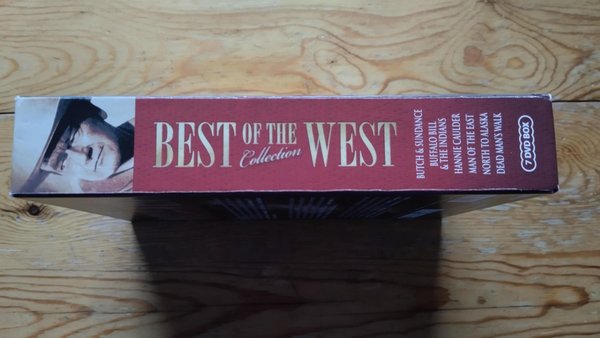 BEST OF THE WEST
Collection
BUTCH & SUNDANCE
BUFFALO BILL
& THE INDIANS
HANNIE CAULDER
MAN OF THE EAST
NORTH TO ALASKA
DEAD MAN'S WALK
7 DVD BOX